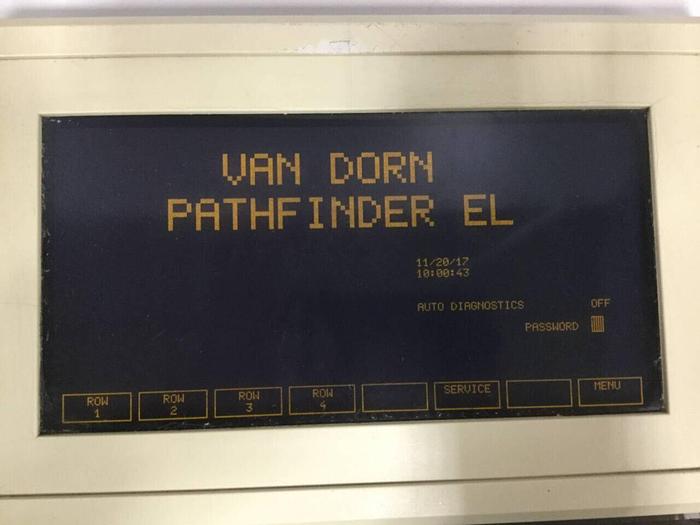 VAN DORN
PATHFINDER EL
11/20/17
10:00:43
AUTO DIAGNOSTICS OFF
PASSWORD
ROW 1 ROW 2 ROW 3 ROW 4 SERVICE MENU